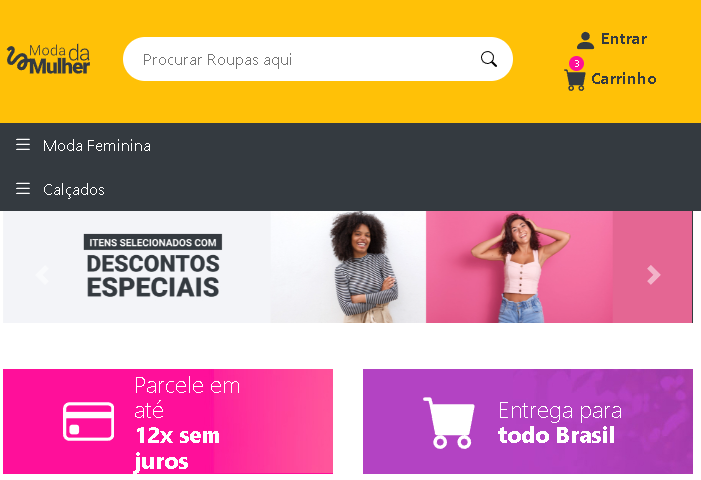 Moda da
Mulher
Procurar Roupas aqui
Entrar
3
Carrinho
Moda Feminina
Calçados
ITENS SELECIONADOS COM
DESCONTOS
ESPECIAIS
Parcele em
até
12x sem
juros
Entrega para
todo Brasil